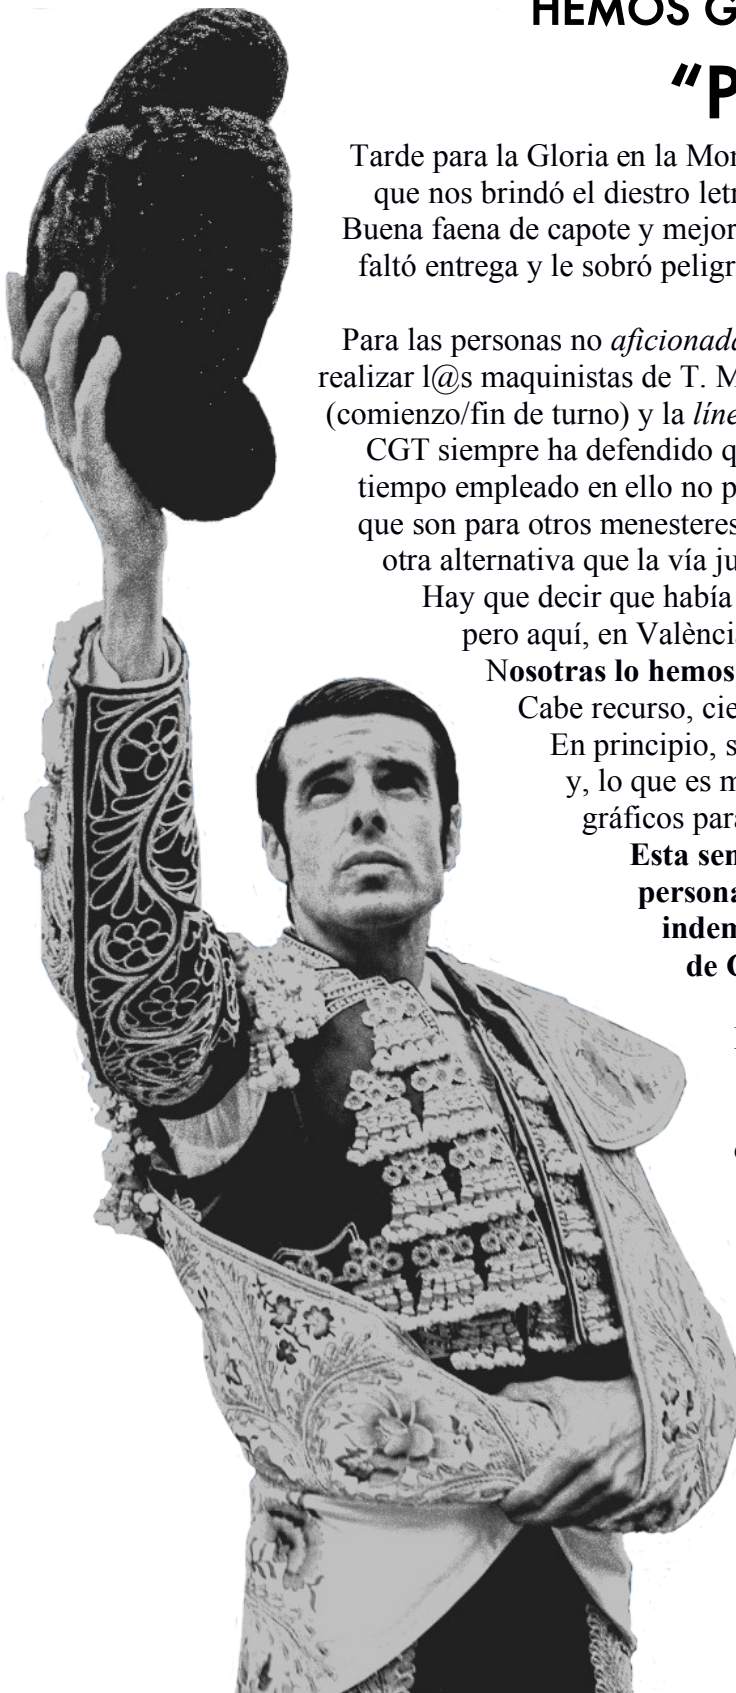 HEMOS G
“P
Tarde para la Gloria en la Mon
que nos brindó el diestro letr
Buena faena de capote y mejor
faltó entrega y le sobró peligr
Para las personas no aficionada
realizar l@s maquinistas de T. M
(comienzo/fin de turno) y la líne
CGT siempre ha defendido q
tiempo empleado en ello no p
que son para otros menesteres
otra alternativa que la vía ju
Hay que decir que había
pero aquí, en València
Nosotras lo hemos
Cabe recurso, cie
En principio, s
y, lo que es m
gráficos para
Esta sen
persona
indem
de C